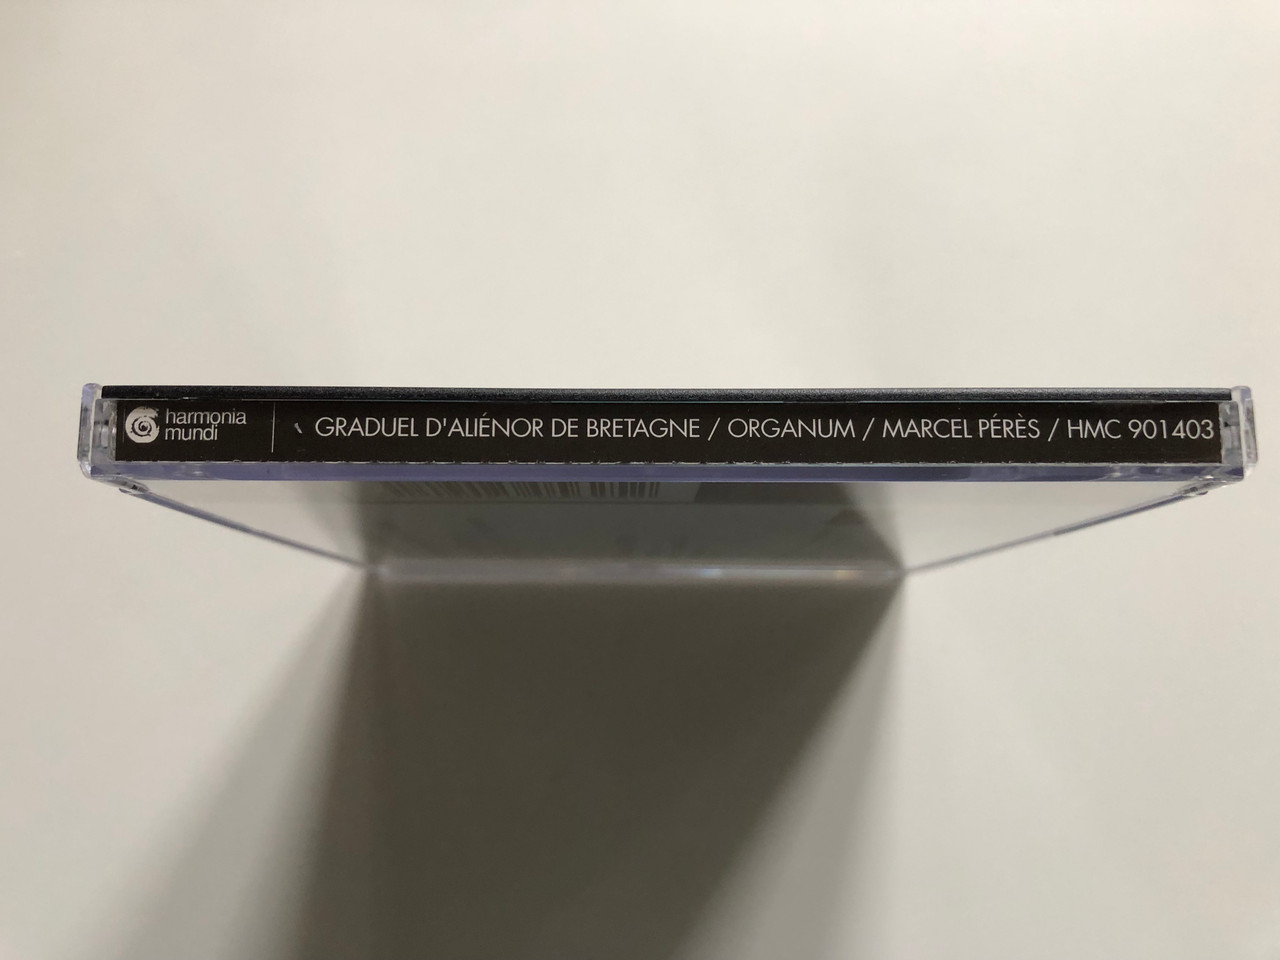 harmonia
mundi
GRADUEL D'ALIÉNOR DE BRETAGNE / ORGANUM / MARCEL PÉRÈS / HMC 901403